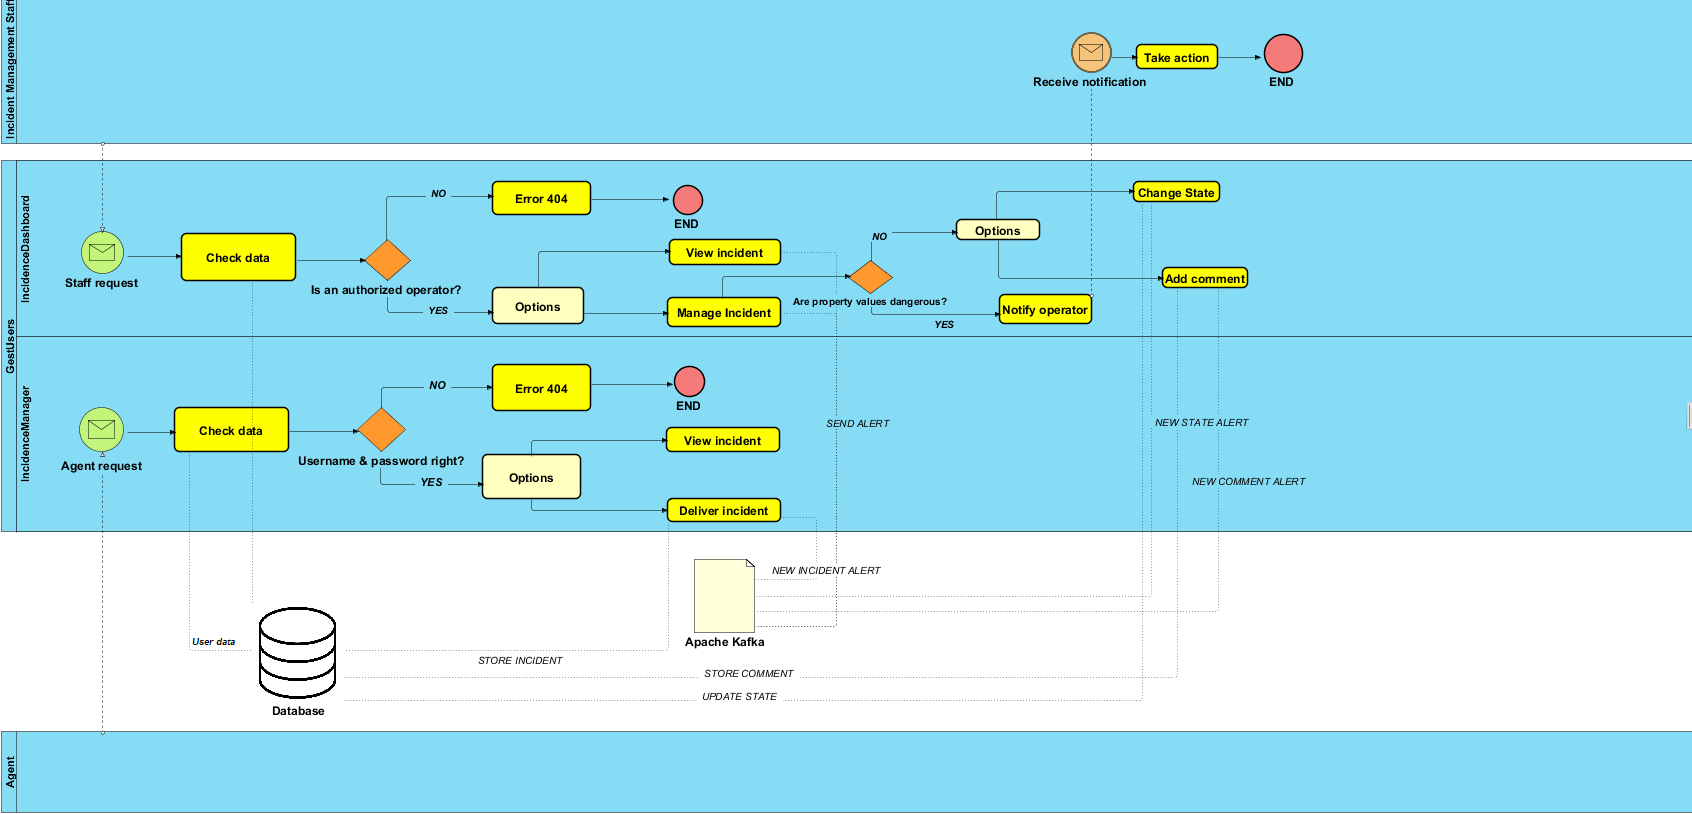 Incident Management Staff
Receive notification
Take action
END
GestUsers
IncidenceDashboard
Staff request
Check data
Is an authorized operator?
NO
Error 404
END
YES
Options
View incident
Manage Incident
Are property values dangerous?
NO
Options
Change State
Add comment
YES
Notify operator
IncidenceManager
Agent request
Check data
Username & password right?
NO
Error 404
END
YES
Options
View incident
Deliver incident
SEND ALERT
NEW STATE ALERT
NEW COMMENT ALERT
NEW INCIDENT ALERT
Apache Kafka
User data
STORE INCIDENT
STORE COMMENT
UPDATE STATE
Database
Agent